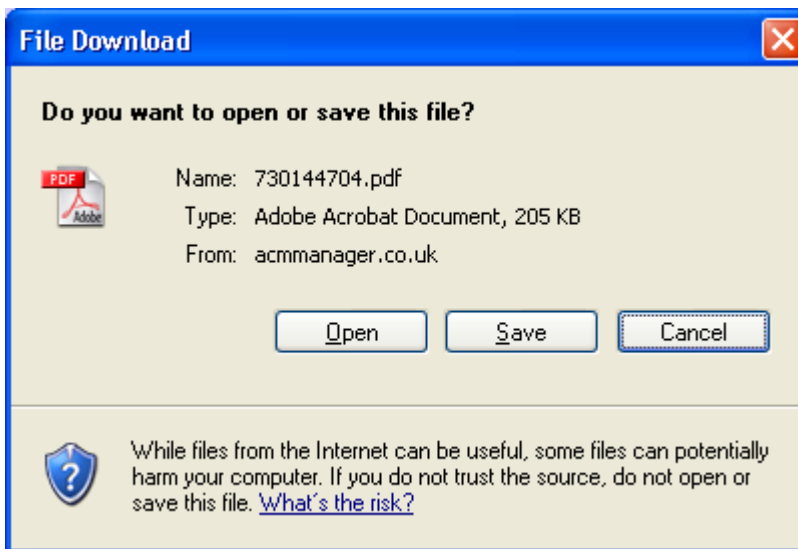 File Download
Do you want to open or save this file?
PDF
Adobe
Name: 730144704.pdf
Type: Adobe Acrobat Document, 205 KB
From: acmmanager.co.uk
Open
Save
Cancel
?
While files from the Internet can be useful, some files can potentially
harm your computer. If you do not trust the source, do not open or
save this file. What´s the risk?